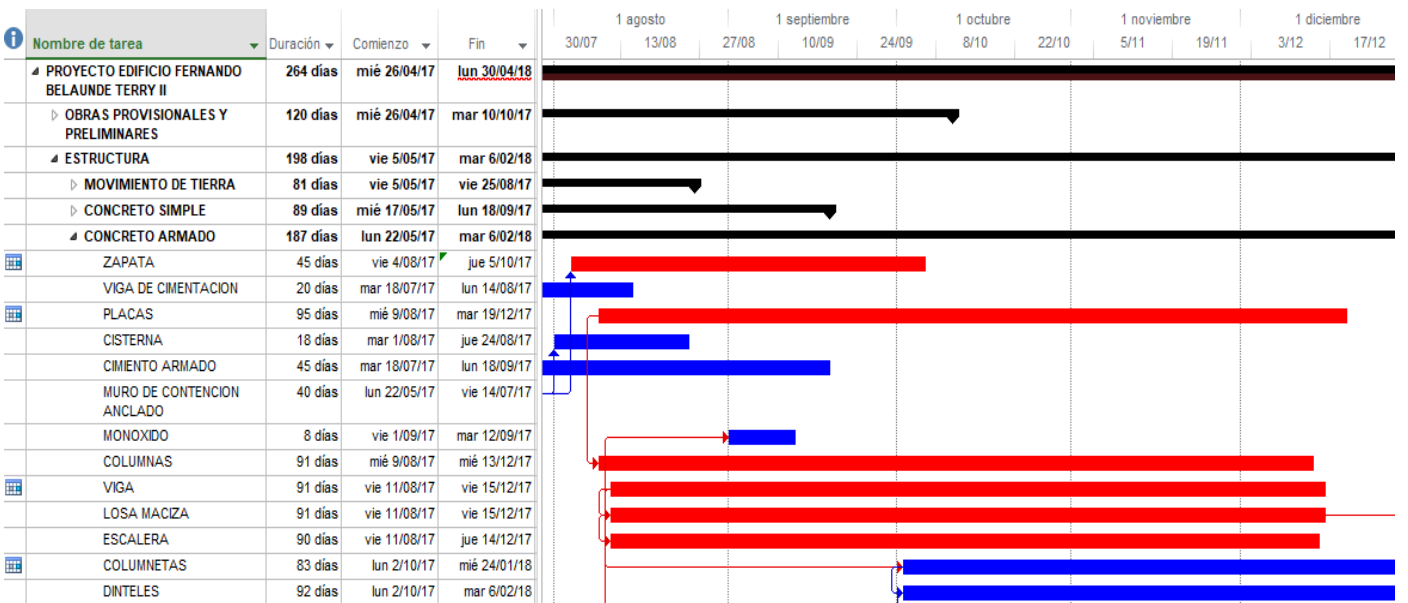 1 agosto 1 septiembre 1 octubre 1 noviembre 1 diciembre
Nombre de tarea Duración Comienzo Fin 30/07 13/08 27/08 10/09 24/09 8/10 22/10 5/11 19/11 3/12 17/12
PROYECTO EDIFICIO FERNANDO 264 días mié 26/04/17 lun 30/04/18
BELAUNDE TERRY II
OBRAS PROVISIONALES Y 120 días mié 26/04/17 mar 10/10/17
PRELIMINARES
ESTRUCTURA 198 días vie 5/05/17 mar 6/02/18
MOVIMIENTO DE TIERRA 81 días vie 5/05/17 vie 25/08/17
CONCRETO SIMPLE 89 días mié 17/05/17 lun 18/09/17
CONCRETO ARMADO 187 días lun 22/05/17 mar 6/02/18
ZAPATA 45 días vie 4/08/17 jue 5/10/17
VIGA DE CIMENTACION 20 días mar 18/07/17 lun 14/08/17
PLACAS 95 días mié 9/08/17 mar 19/12/17
CISTERNA 18 días mar 1/08/17 jue 24/08/17
CIMIENTO ARMADO 45 días mar 18/07/17 lun 18/09/17
MURO DE CONTENCION 40 días lun 22/05/17 vie 14/07/17
ANCLADO
MONOXIDO 8 días vie 1/09/17 mar 12/09/17
COLUMNAS 91 días mié 9/08/17 mié 13/12/17
VIGA 91 días vie 11/08/17 vie 15/12/17
LOSA MACIZA 91 días vie 11/08/17 vie 15/12/17
ESCALERA 90 días vie 11/08/17 jue 14/12/17
COLUMNETAS 83 días lun 2/10/17 mié 24/01/18
DINTELES 92 días lun 2/10/17 mar 6/02/18